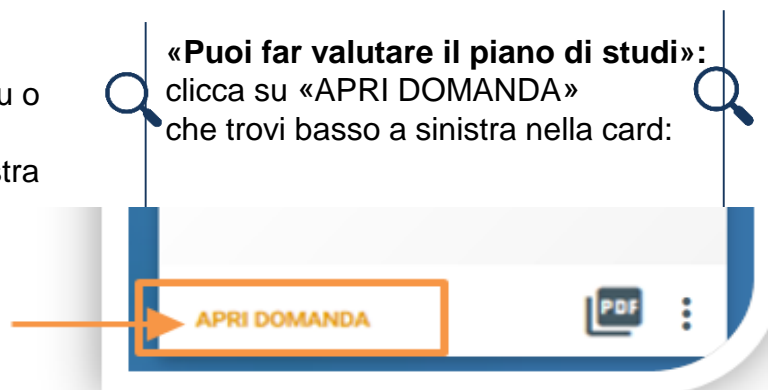 «Puoi far valutare il piano di studi»:
u o
clicca su «APRI DOMANDA»
che trovi basso a sinistra nella card:
stra
APRI DOMANDA
PDF